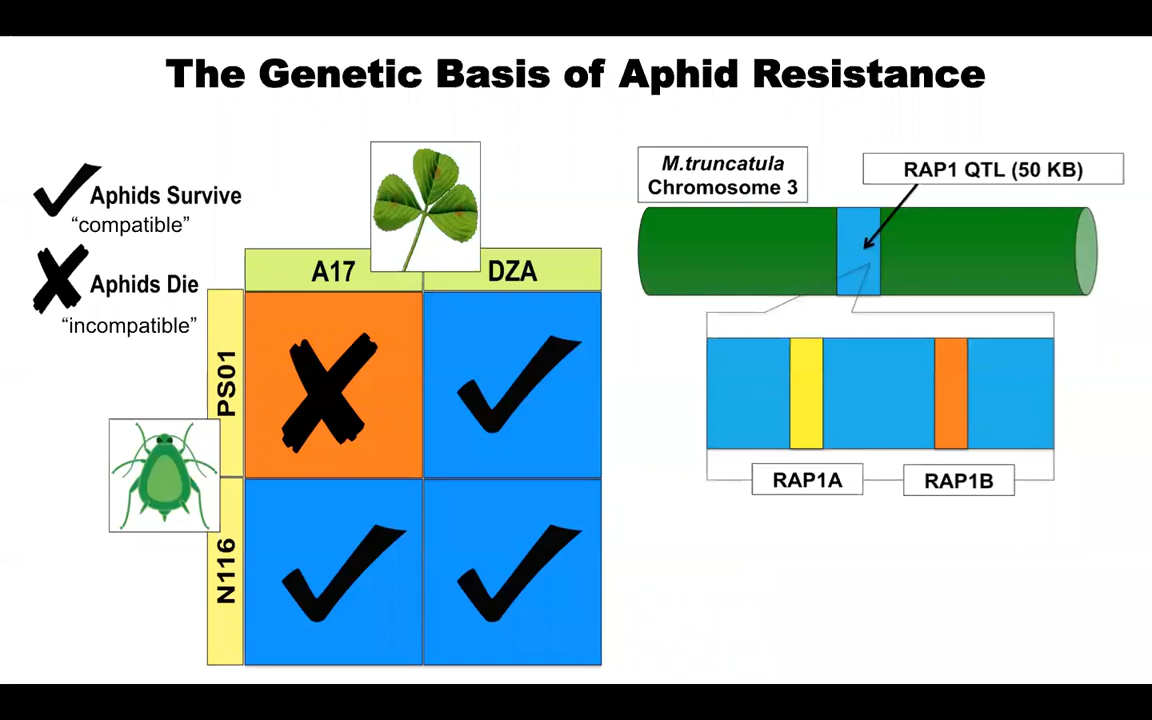 The Genetic Basis of Aphid Resistance
Aphids Survive
“compatible”
Aphids Die
“incompatible”
A17
DZA
PS01
N116
M.truncatula
Chromosome 3
RAP1 QTL (50 KB)
RAP1A
RAP1B